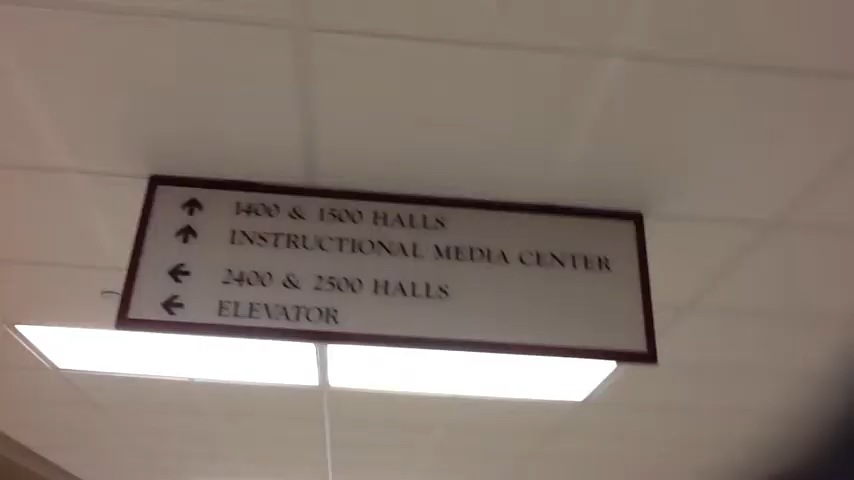 ↑ 1400 & 1500 HALLS
↑ INSTRUCTIONAL MEDIA CENTER
← 2400 & 2500 HALLS
← ELEVATOR